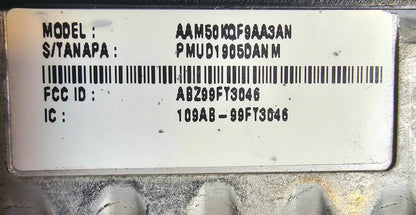 MODEL : AAM50KQF9AA3AN
S/TANAPA : PMUD1905DANM
FCC ID : ABZ99FT3046
IC : 109AB-99FT3046